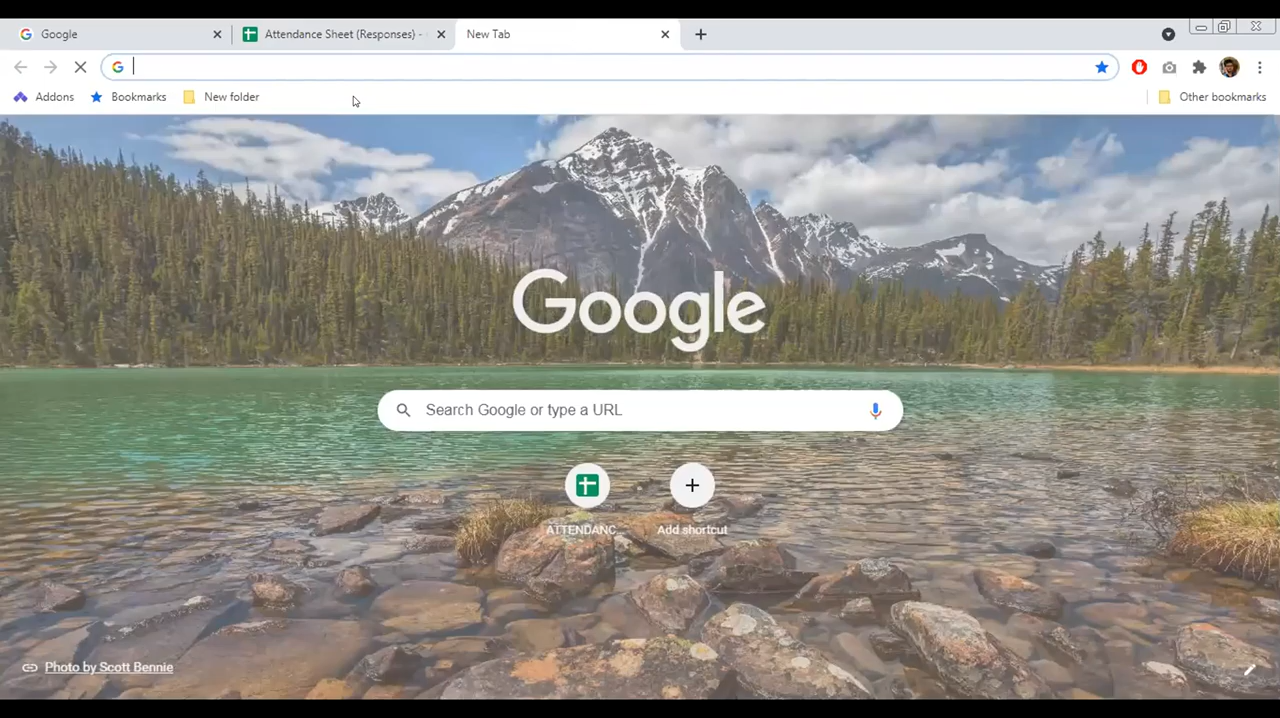 Google
Attendance Sheet (Responses) -
New Tab
Addons
Bookmarks
New folder
Other bookmarks
Google
Search Google or type a URL
ATTENDANC
Add shortcut
Photo by Scott Bennie